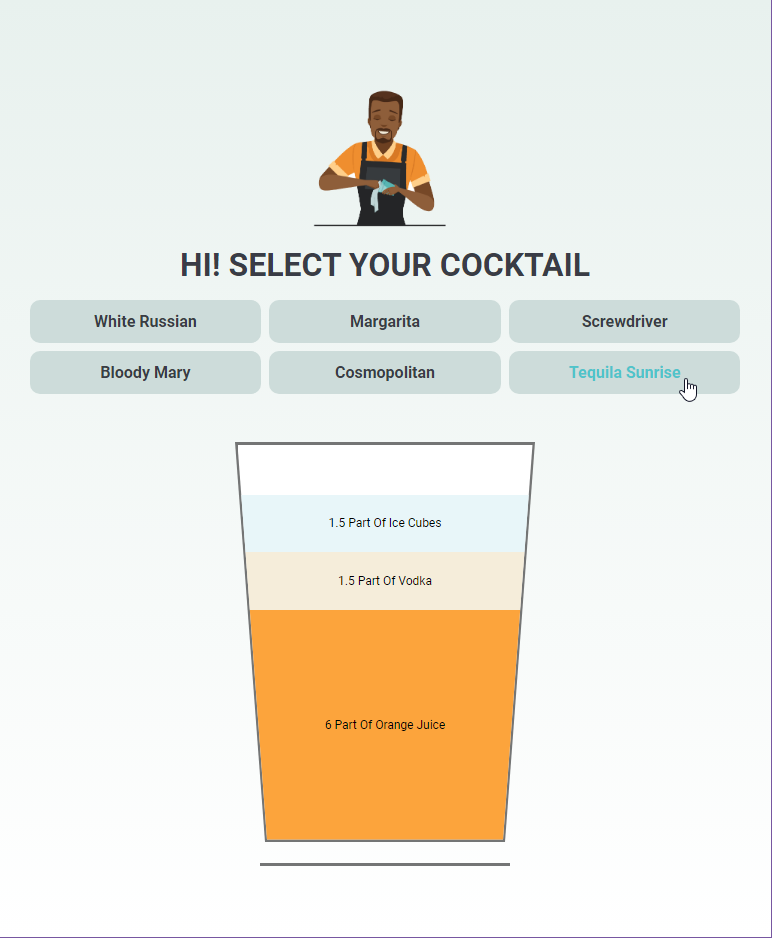 HI! SELECT YOUR COCKTAIL
White Russian
Margarita
Screwdriver
Bloody Mary
Cosmopolitan
Tequila Sunrise
1.5 Part Of Ice Cubes
1.5 Part Of Vodka
6 Part Of Orange Juice